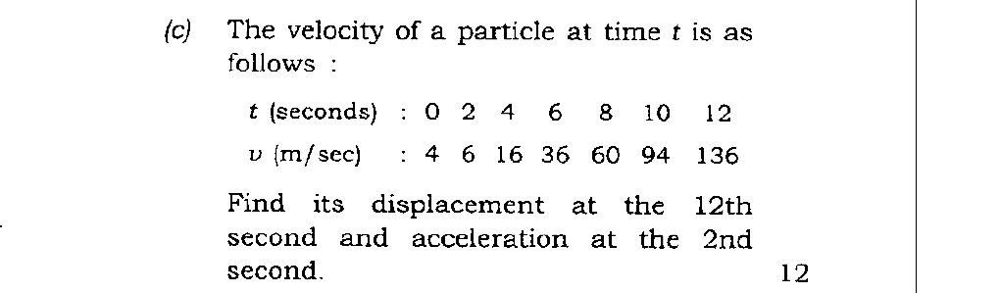 (c) The velocity of a particle at time t is as
follows :
t (seconds) : 0 2 4 6 8 10 12
υ (m/sec) : 4 6 16 36 60 94 136
Find its displacement at the 12th
second and acceleration at the 2nd
second. 12